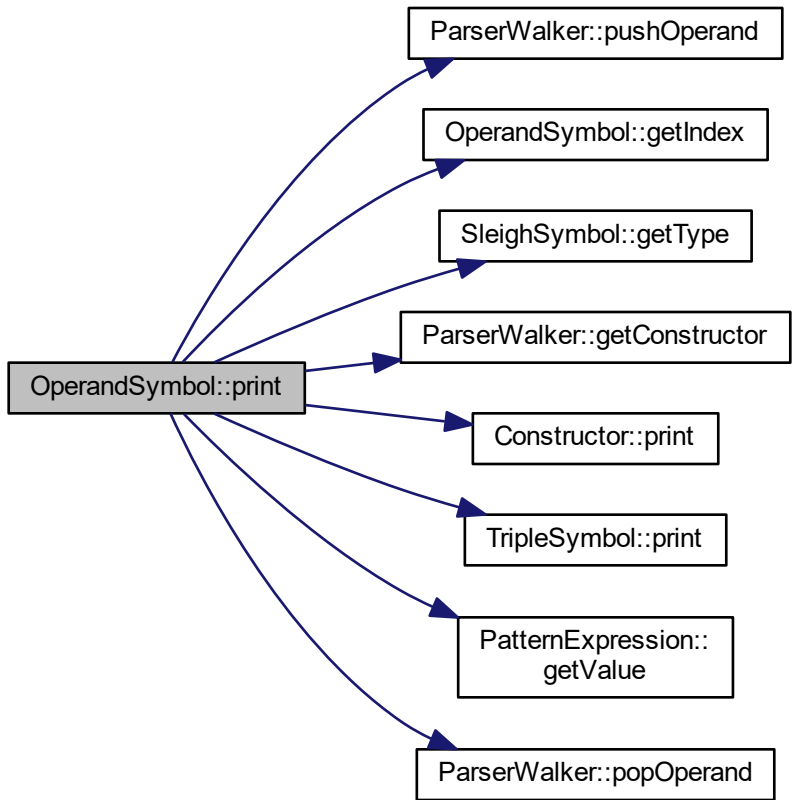 ParserWalker::pushOperand
OperandSymbol::getIndex
SleighSymbol::getType
ParserWalker::getConstructor
OperandSymbol::print
Constructor::print
TripleSymbol::print
PatternExpression::
getValue
ParserWalker::popOperand